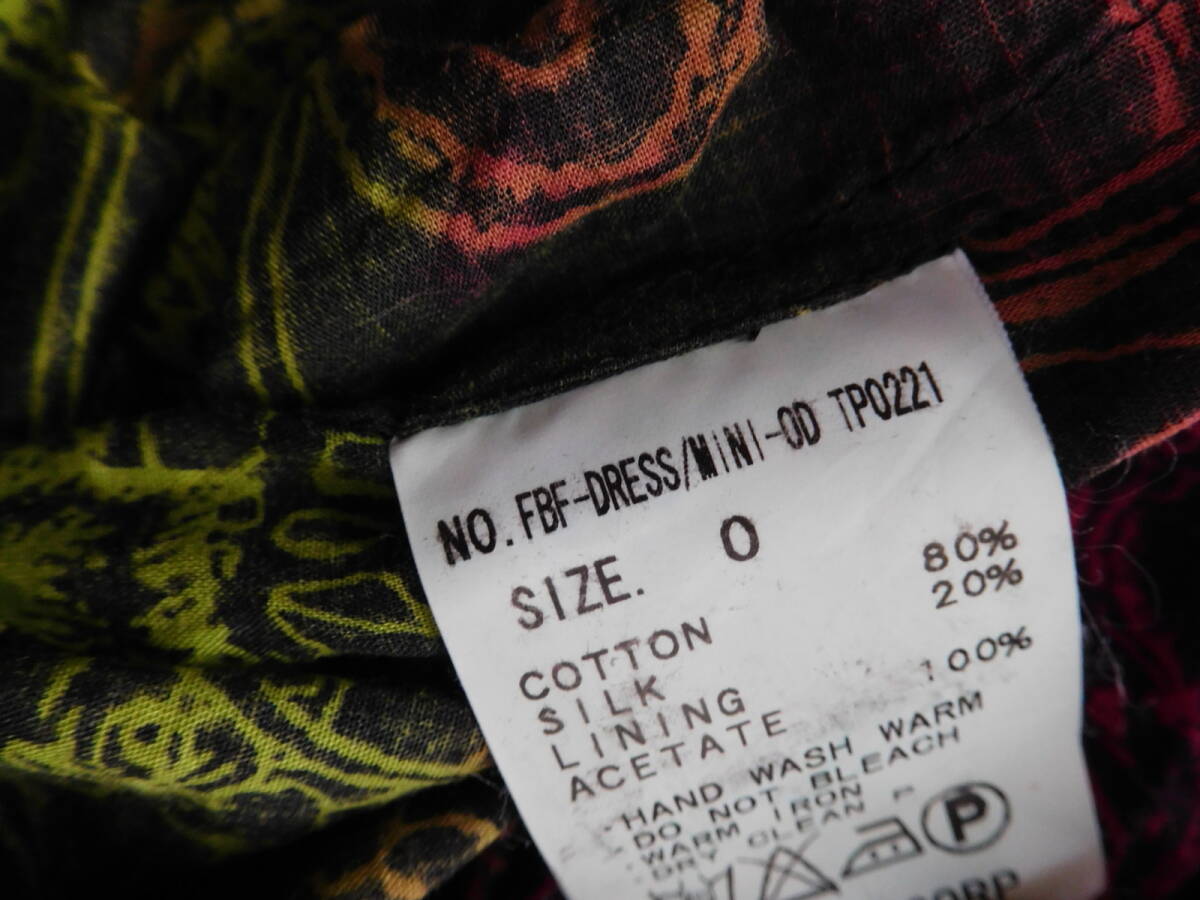 NO. FBF-DRESS/MINI-OD TP0221
SIZE. 0
COTTON 80%
SILK 20%
LINING
ACETATE 100%
·HAND WASH WARM
·DO NOT BLEACH
·WARM IRON
·DRY CLEAN P
P
CORP